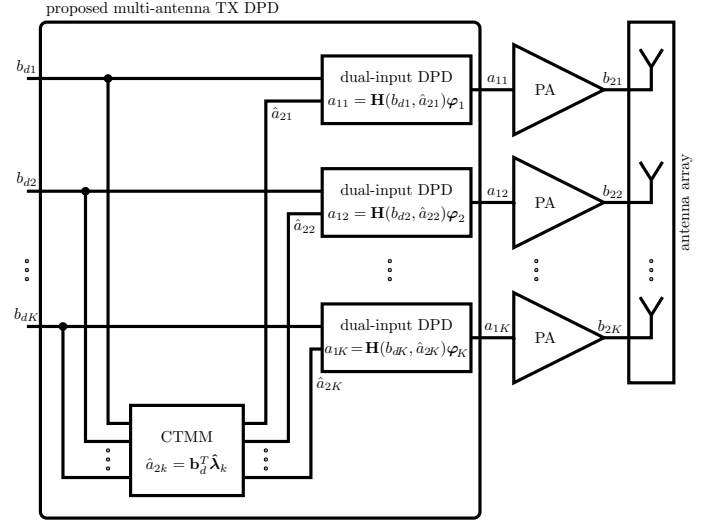 proposed multi-antenna TX DPD
b_{d1}
dual-input DPD
a_{11} = H(b_{d1}, â_{21})φ_1
a_{11}
PA
b_{21}
â_{21}
b_{d2}
dual-input DPD
a_{12} = H(b_{d2}, â_{22})φ_2
a_{12}
PA
b_{22}
â_{22}
antenna array
b_{dK}
dual-input DPD
a_{1K} = H(b_{dK}, â_{2K})φ_K
a_{1K}
PA
b_{2K}
â_{2K}
CTMM
â_{2k} = b_d^T λ̂_k